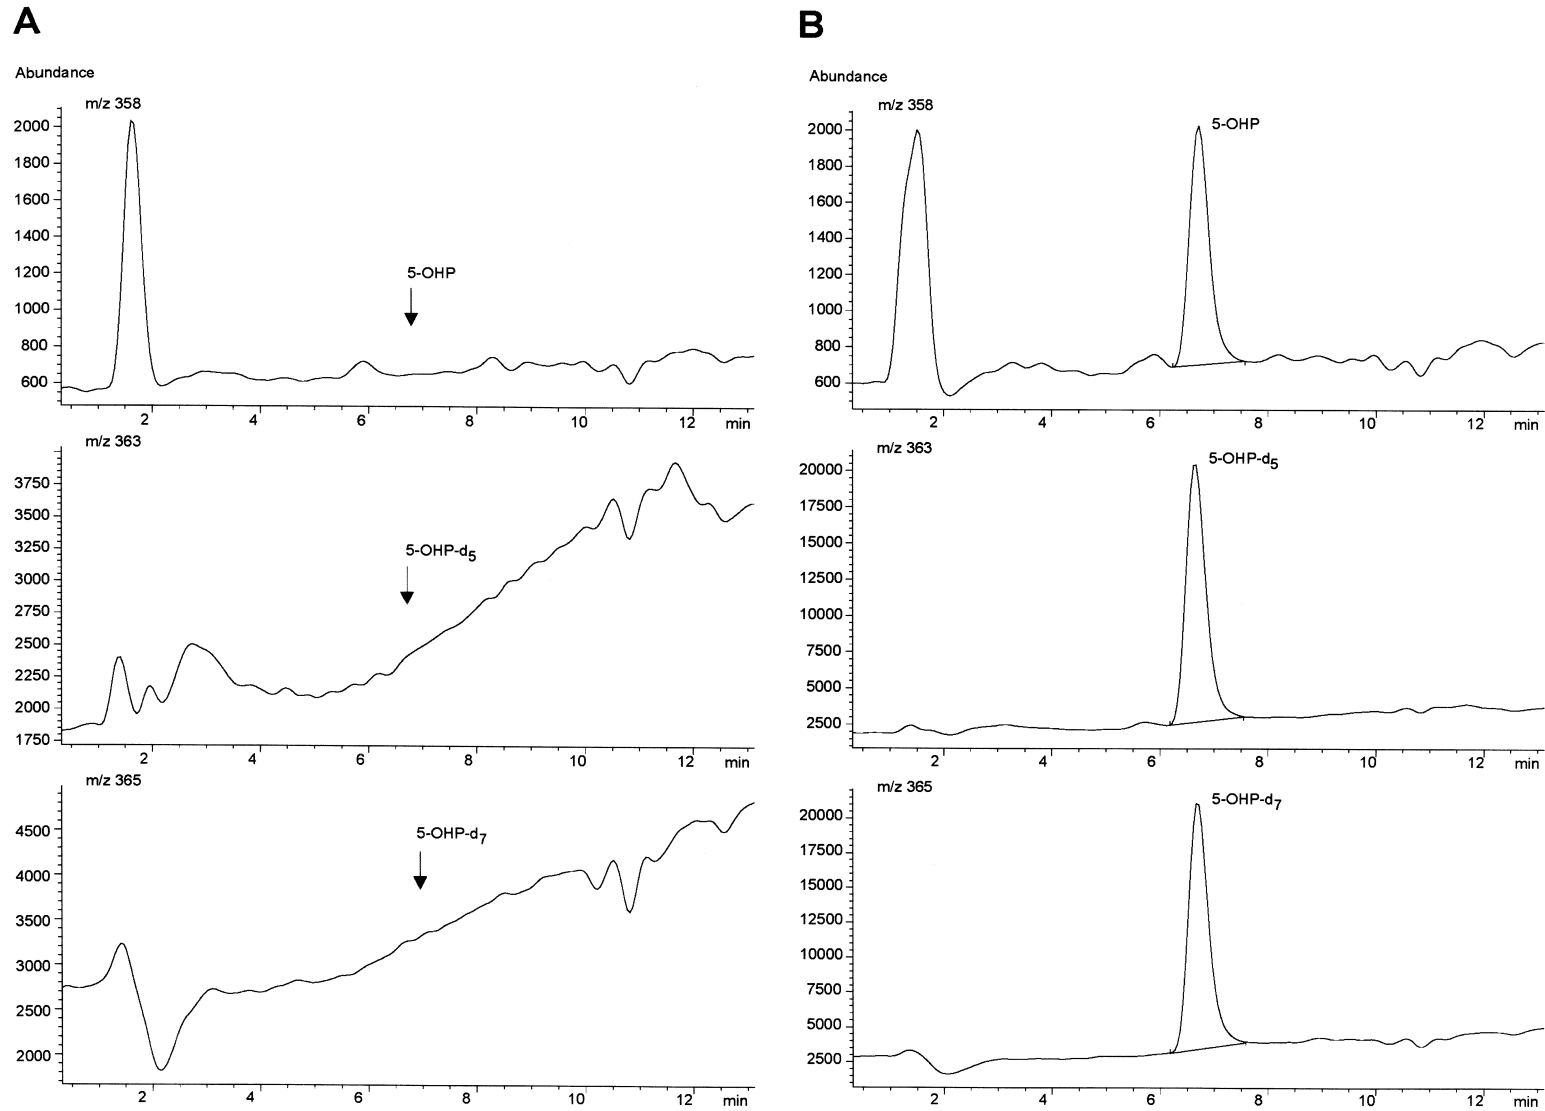 A
Abundance
m/z 358
2000
1800
1600
1400
1200
1000
800
600
5-OHP
2 4 6 8 10 12 min
m/z 363
3750
3500
3250
3000
2750
2500
2250
2000
1750
5-OHP-d5
2 4 6 8 10 12 min
m/z 365
4500
4000
3500
3000
2500
2000
5-OHP-d7
2 4 6 8 10 12 min
B
Abundance
m/z 358
2000
1800
1600
1400
1200
1000
800
600
5-OHP
2 4 6 8 10 12 min
m/z 363
20000
17500
15000
12500
10000
7500
5000
2500
5-OHP-d5
2 4 6 8 10 12 min
m/z 365
20000
17500
15000
12500
10000
7500
5000
2500
5-OHP-d7
2 4 6 8 10 12 min